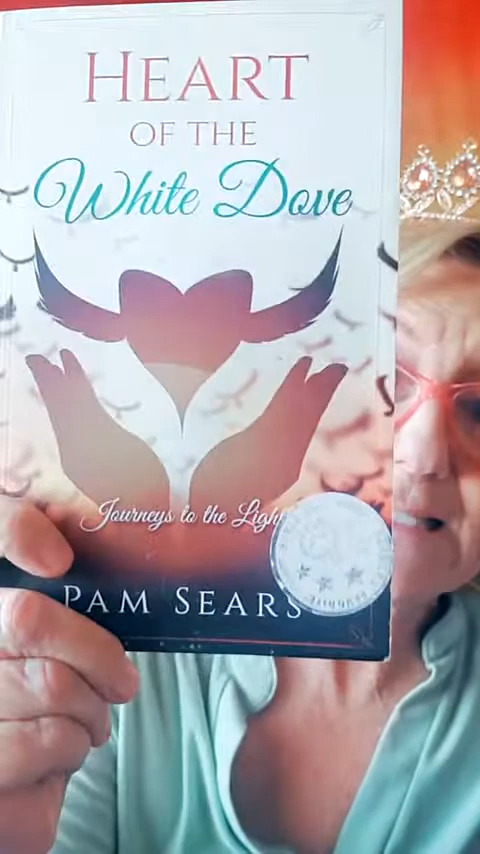 HEART
OF THE
White Dove
Journeys to the Light
PAM SEARS